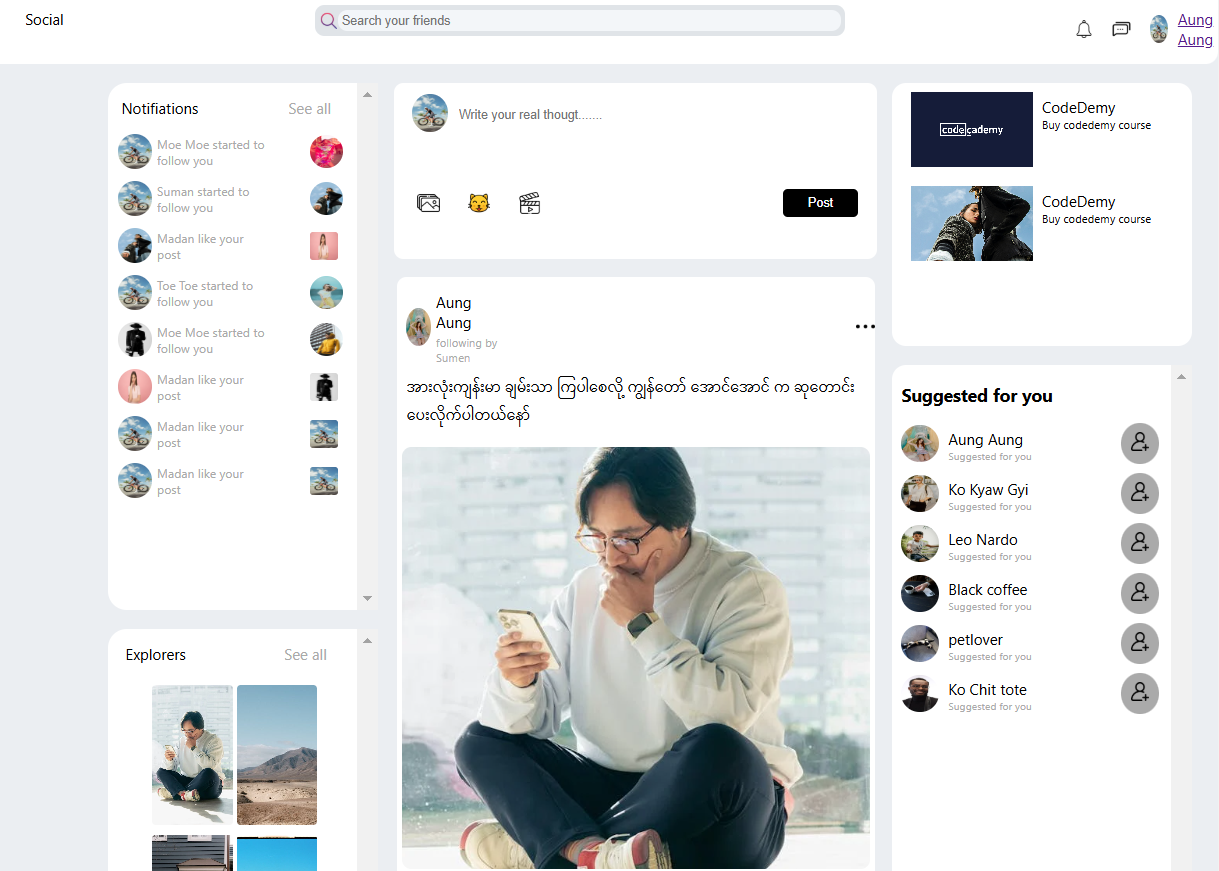 Social
Search your friends
Aung
Aung
Notifiations
See all
Moe Moe started to
follow you
Suman started to
follow you
Madan like your
post
Toe Toe started to
follow you
Moe Moe started to
follow you
Madan like your
post
Madan like your
post
Madan like your
post
Explorers
See all
Write your real thougt.......
Post
Aung
Aung
following by
Sumen
အားလုံးကျန်းမာ ချမ်းသာ ကြပါစေလို့ ကျွန်တော် အောင်အောင် က ဆုတောင်း
ပေးလိုက်ပါတယ်နော်
codecademy
CodeDemy
Buy codedemy course
CodeDemy
Buy codedemy course
Suggested for you
Aung Aung
Suggested for you
Ko Kyaw Gyi
Suggested for you
Leo Nardo
Suggested for you
Black coffee
Suggested for you
petlover
Suggested for you
Ko Chit tote
Suggested for you